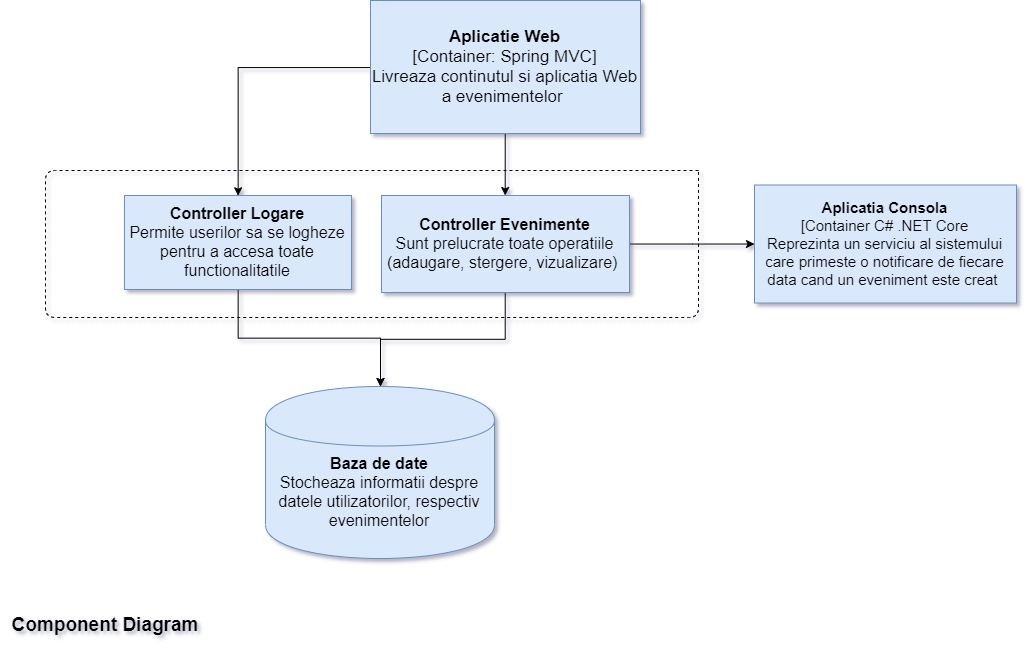 Aplicatie Web
[Container: Spring MVC]
Livreaza continutul si aplicatia Web
a evenimentelor
Controller Logare
Permite userilor sa se logheze
pentru a accesa toate
functionalitatile
Controller Evenimente
Sunt prelucrate toate operatiile
(adaugare, stergere, vizualizare)
Aplicatia Consola
[Container C# .NET Core
Reprezinta un serviciu al sistemului
care primeste o notificare de fiecare
data cand un eveniment este creat
Baza de date
Stocheaza informatii despre
datele utilizatorilor, respectiv
evenimentelor
Component Diagram